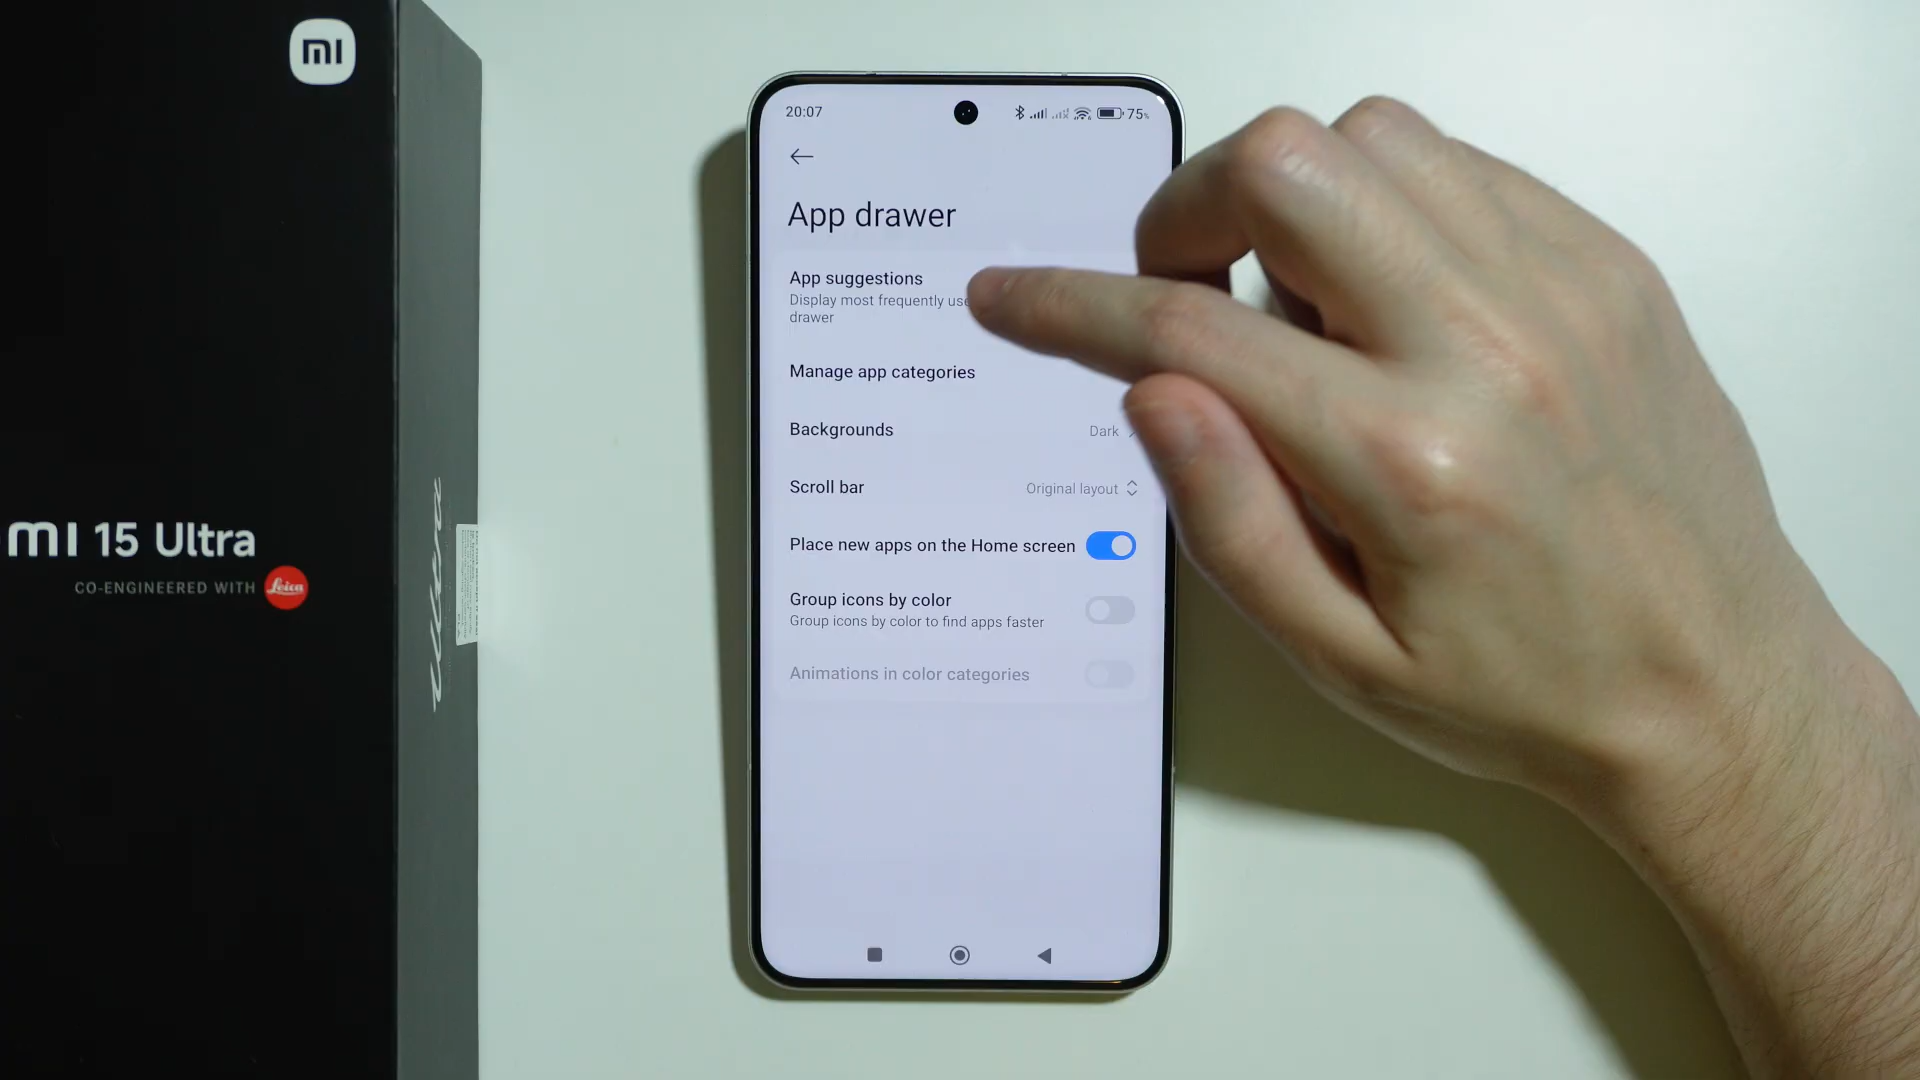 mi
mi 15 Ultra
CO-ENGINEERED WITH Leica
Ultra
20:07
75%
App drawer
App suggestions
Display most frequently
drawer
Manage app categories
Backgrounds
Dark
Scroll bar
Original layout
Place new apps on the Home screen
Group icons by color
Group icons by color to find apps faster
Animations in color categories